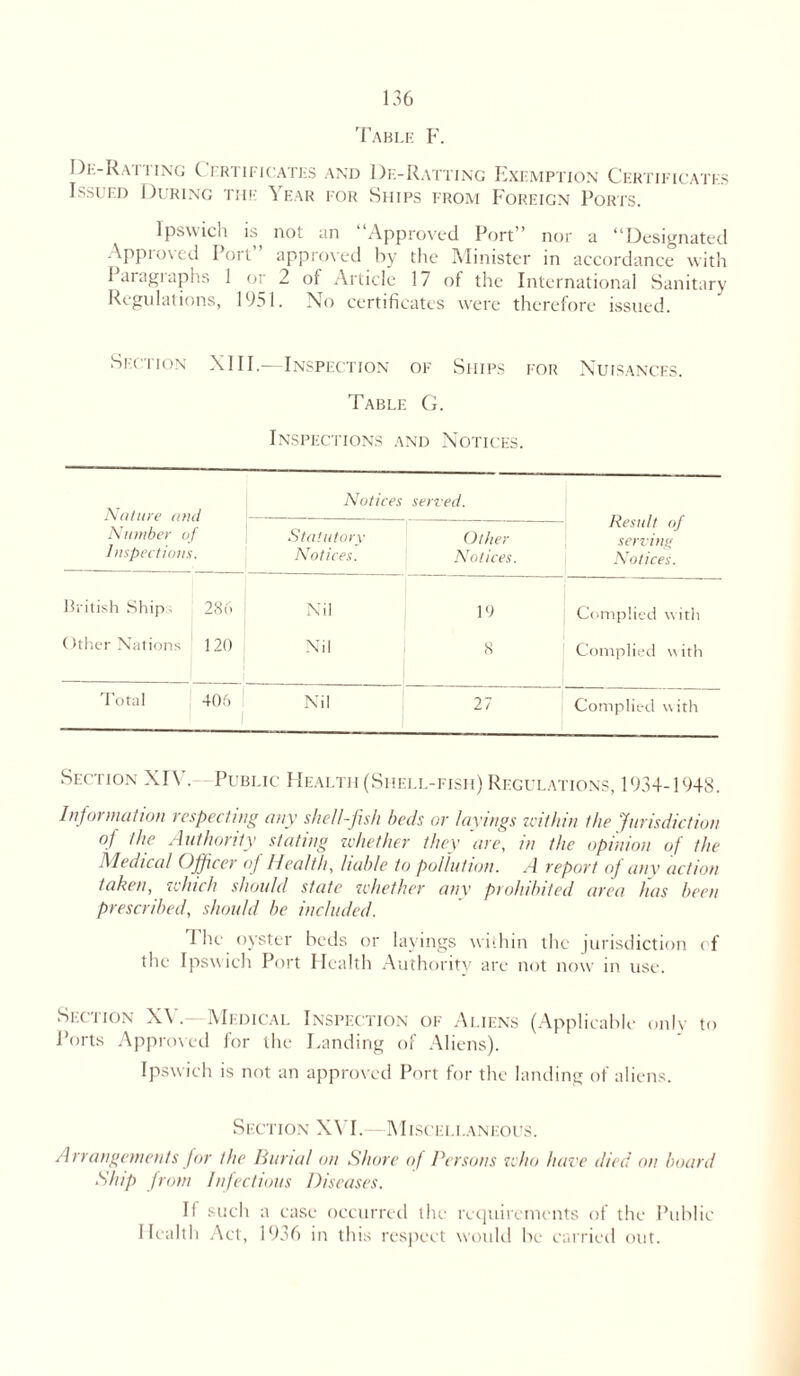 136
Table F.
De-Ratting Certificates and De-Ratting Exemption Certificates
Issued During the Year for Ships from Foreign Ports.
Ipswich is not an “Approved Port” nor a “Designated
Approved Port” approved by the Minister in accordance with
Paragraphs 1 or 2 of Article 17 of the International Sanitary
Regulations, 1951. No certificates were therefore issued.
Section XIII.—Inspection of Ships for Nuisances.
Table G.
Inspections and Notices.
Nature and Number of Inspections. | Notices served. | Result of serving Notices.
Statutory Notices. | Other Notices.
British Ships 286 Nil 19 Complied with
Other Nations 120 Nil 8 Complied with
Total 406 Nil 27 Complied with
Section XIV.—Public Health (Shell-fish) Regulations, 1934-1948.
Information respecting any shell-fish beds or layings within the Jurisdiction
of the Authority stating whether they are, in the opinion of the
Medical Officer of Health, liable to pollution. A report of any action
taken, which should state whether any prohibited area has been
prescribed, should be included.
The oyster beds or layings within the jurisdiction of
the Ipswich Port Health Authority are not now in use.
Section XV.—Medical Inspection of Aliens (Applicable only to
Ports Approved for the Landing of Aliens).
Ipswich is not an approved Port for the landing of aliens.
Section XVI.—Miscellaneous.
Arrangements for the Burial on Shore of Persons who have died on board
Ship from Infectious Diseases.
If such a case occurred the requirements of the Public
Health Act, 1936 in this respect would be carried out.